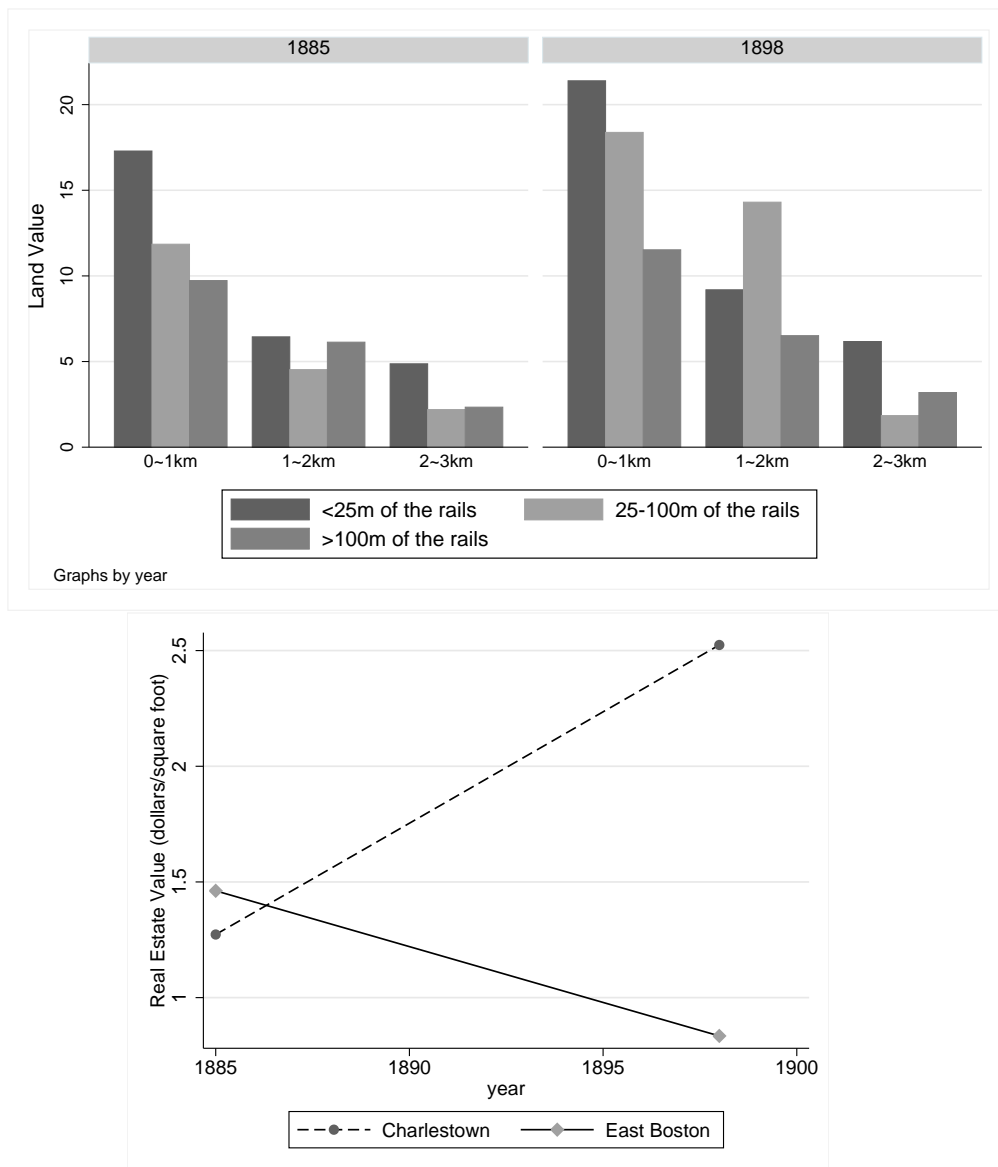 1885 1898
Land Value
20
15
10
5
0
0~1km 1~2km 2~3km 0~1km 1~2km 2~3km
<25m of the rails 25-100m of the rails
>100m of the rails
Graphs by year
Real Estate Value (dollars/square foot)
2.5
2
1.5
1
1885 1890 1895 1900
year
Charlestown East Boston